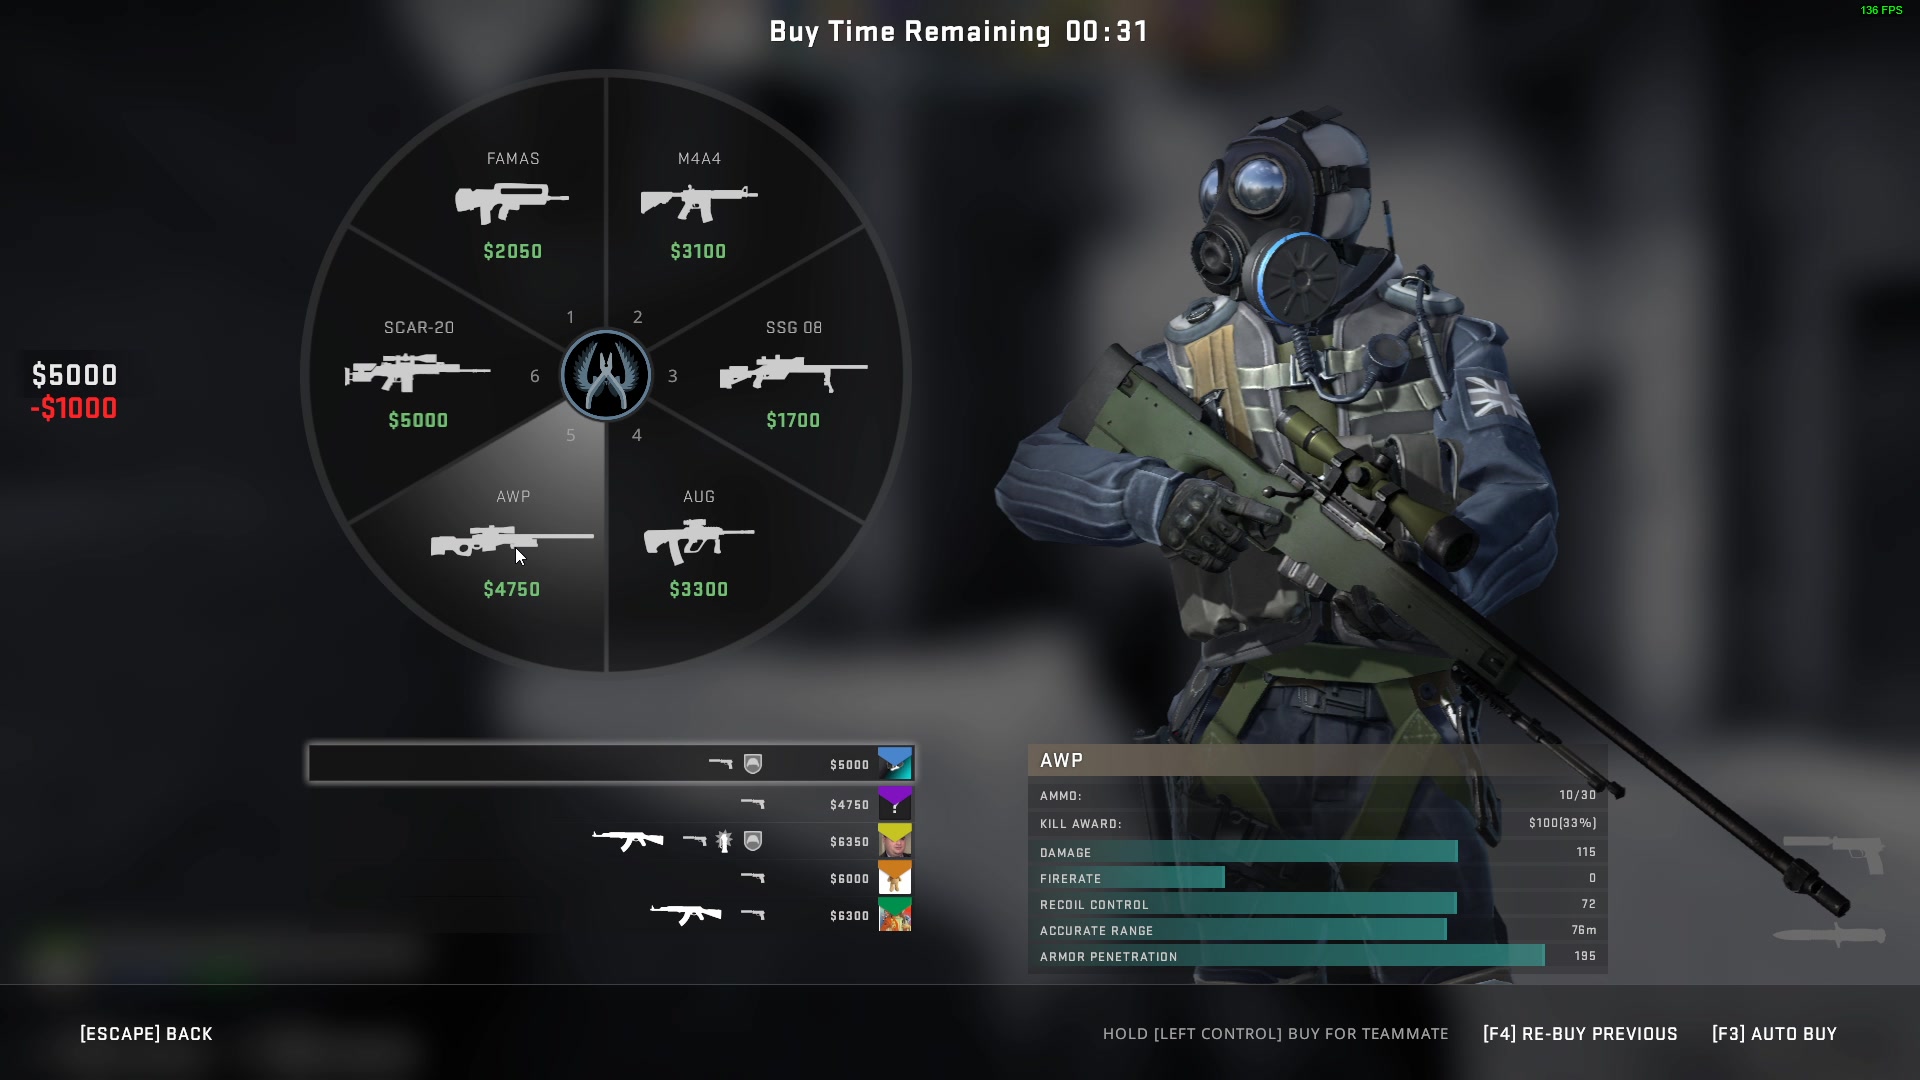 136 FPS
Buy Time Remaining 00:31
FAMAS
$2050
M4A4
$3100
1
2
SCAR-20
$5000
6
3
SSG 08
$1700
5
4
AWP
$4750
AUG
$3300
$5000
-$1000
$5000
$4750
?
$6350
$6000
$6300
AWP
AMMO: 10/30
KILL AWARD: $100(33%)
DAMAGE 115
FIRERATE 0
RECOIL CONTROL 72
ACCURATE RANGE 76m
ARMOR PENETRATION 195
[ESCAPE] BACK
HOLD [LEFT CONTROL] BUY FOR TEAMMATE
[F4] RE-BUY PREVIOUS
[F3] AUTO BUY